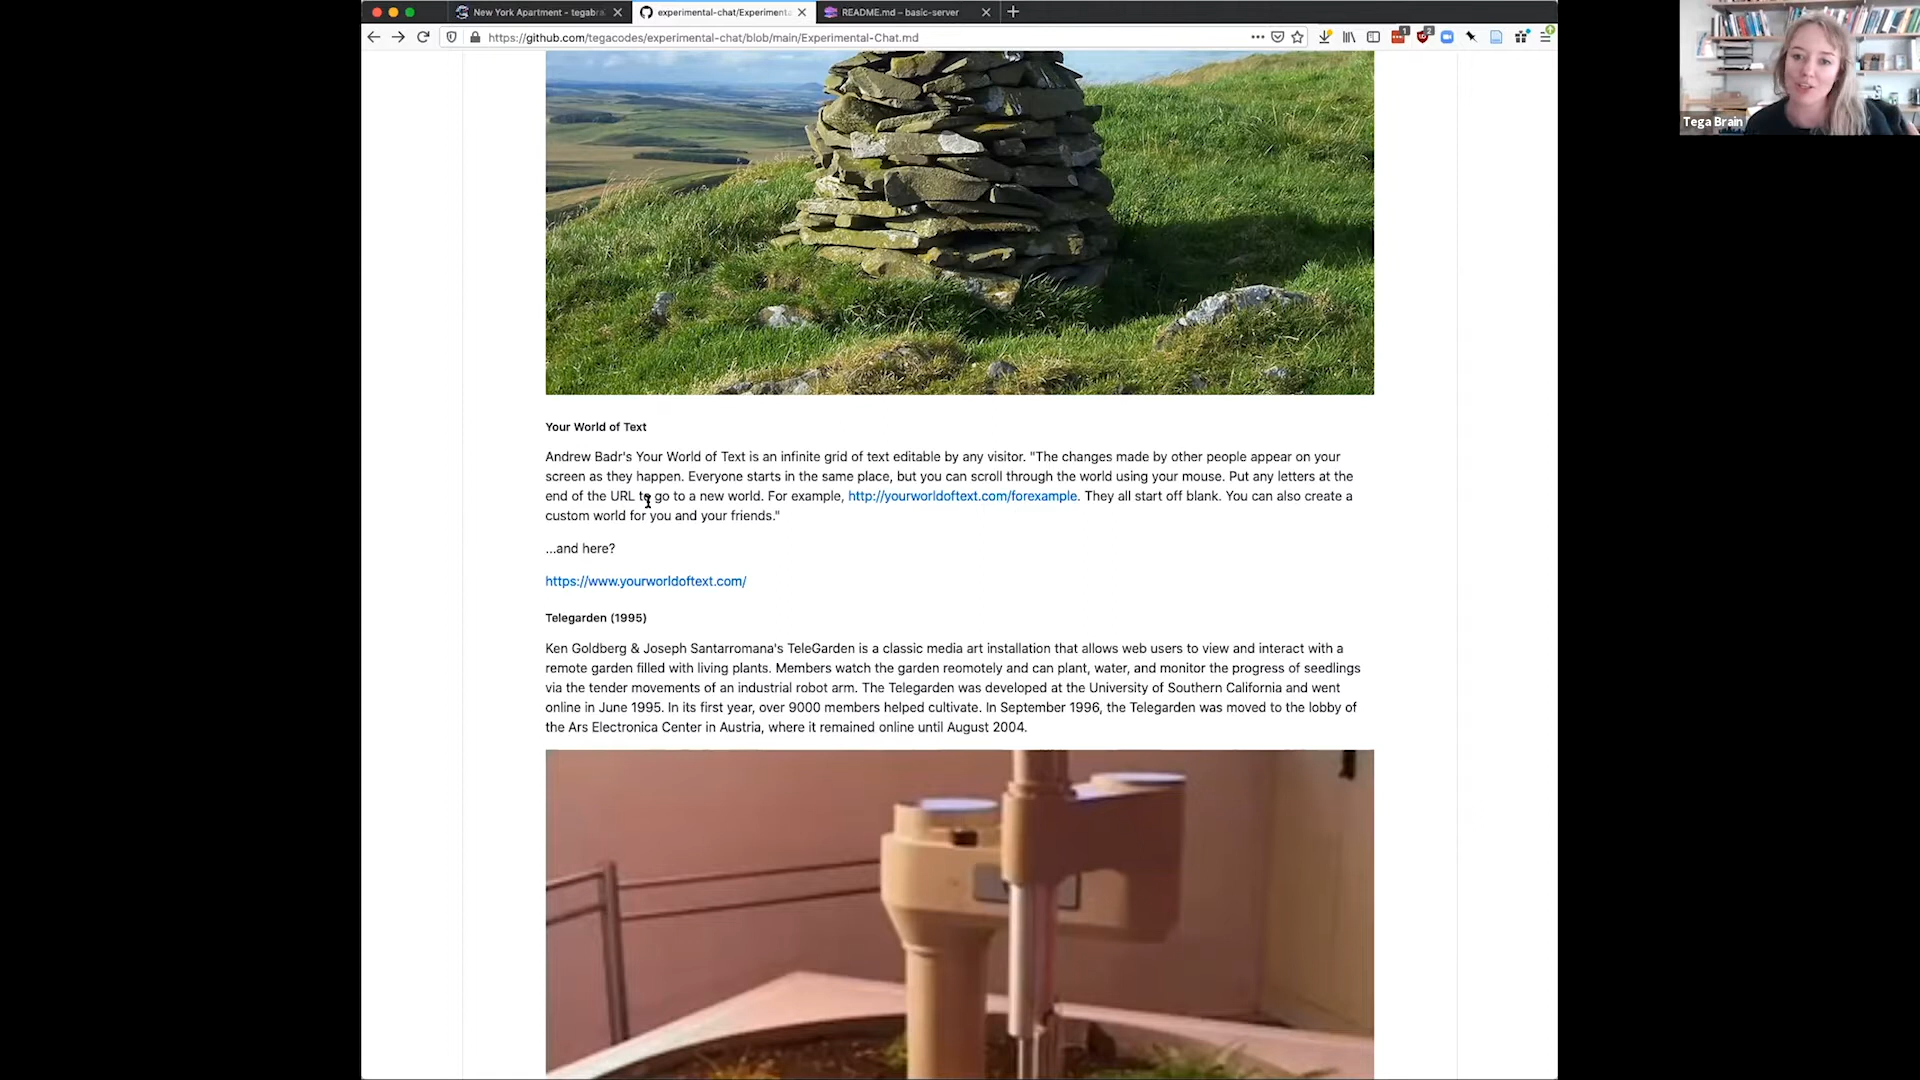 New York Apartment - tegabra
experimental-chat/Experimenta
README.md – basic-server
https://github.com/tegacodes/experimental-chat/blob/main/Experimental-Chat.md
Tega Brain
Your World of Text
Andrew Badr's Your World of Text is an infinite grid of text editable by any visitor. "The changes made by other people appear on your
screen as they happen. Everyone starts in the same place, but you can scroll through the world using your mouse. Put any letters at the
end of the URL to go to a new world. For example, http://yourworldoftext.com/forexample. They all start off blank. You can also create a
custom world for you and your friends."
...and here?
https://www.yourworldoftext.com/
Telegarden (1995)
Ken Goldberg & Joseph Santarromana's TeleGarden is a classic media art installation that allows web users to view and interact with a
remote garden filled with living plants. Members watch the garden reomotely and can plant, water, and monitor the progress of seedlings
via the tender movements of an industrial robot arm. The Telegarden was developed at the University of Southern California and went
online in June 1995. In its first year, over 9000 members helped cultivate. In September 1996, the Telegarden was moved to the lobby of
the Ars Electronica Center in Austria, where it remained online until August 2004.